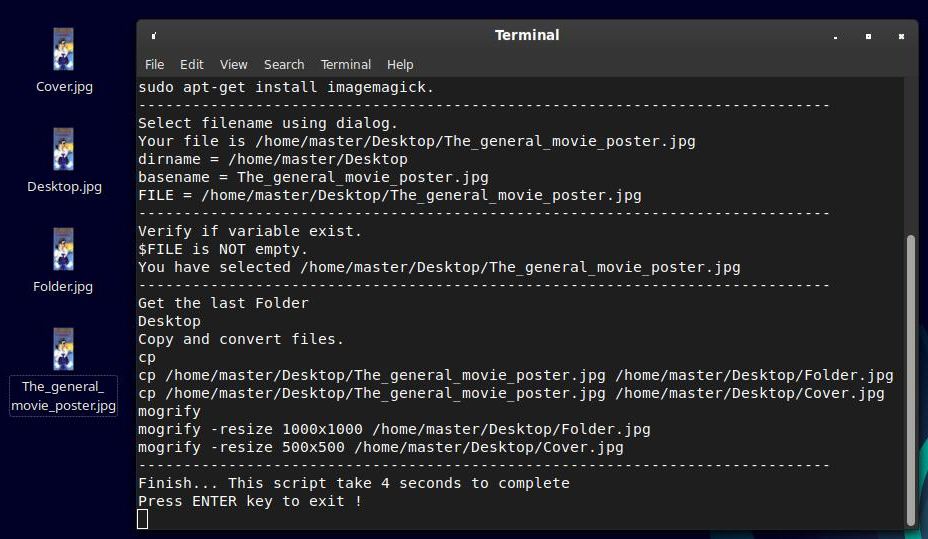 Cover.jpg
Desktop.jpg
Folder.jpg
The_general_
movie_poster.jpg
Terminal
File Edit View Search Terminal Help
sudo apt-get install imagemagick.
-----------------------------------------------------------------------------
Select filename using dialog.
Your file is /home/master/Desktop/The_general_movie_poster.jpg
dirname = /home/master/Desktop
basename = The_general_movie_poster.jpg
FILE = /home/master/Desktop/The_general_movie_poster.jpg
-----------------------------------------------------------------------------
Verify if variable exist.
$FILE is NOT empty.
You have selected /home/master/Desktop/The_general_movie_poster.jpg
-----------------------------------------------------------------------------
Get the last Folder
Desktop
Copy and convert files.
cp
cp /home/master/Desktop/The_general_movie_poster.jpg /home/master/Desktop/Folder.jpg
cp /home/master/Desktop/The_general_movie_poster.jpg /home/master/Desktop/Cover.jpg
mogrify
mogrify -resize 1000x1000 /home/master/Desktop/Folder.jpg
mogrify -resize 500x500 /home/master/Desktop/Cover.jpg
-----------------------------------------------------------------------------
Finish... This script take 4 seconds to complete
Press ENTER key to exit !